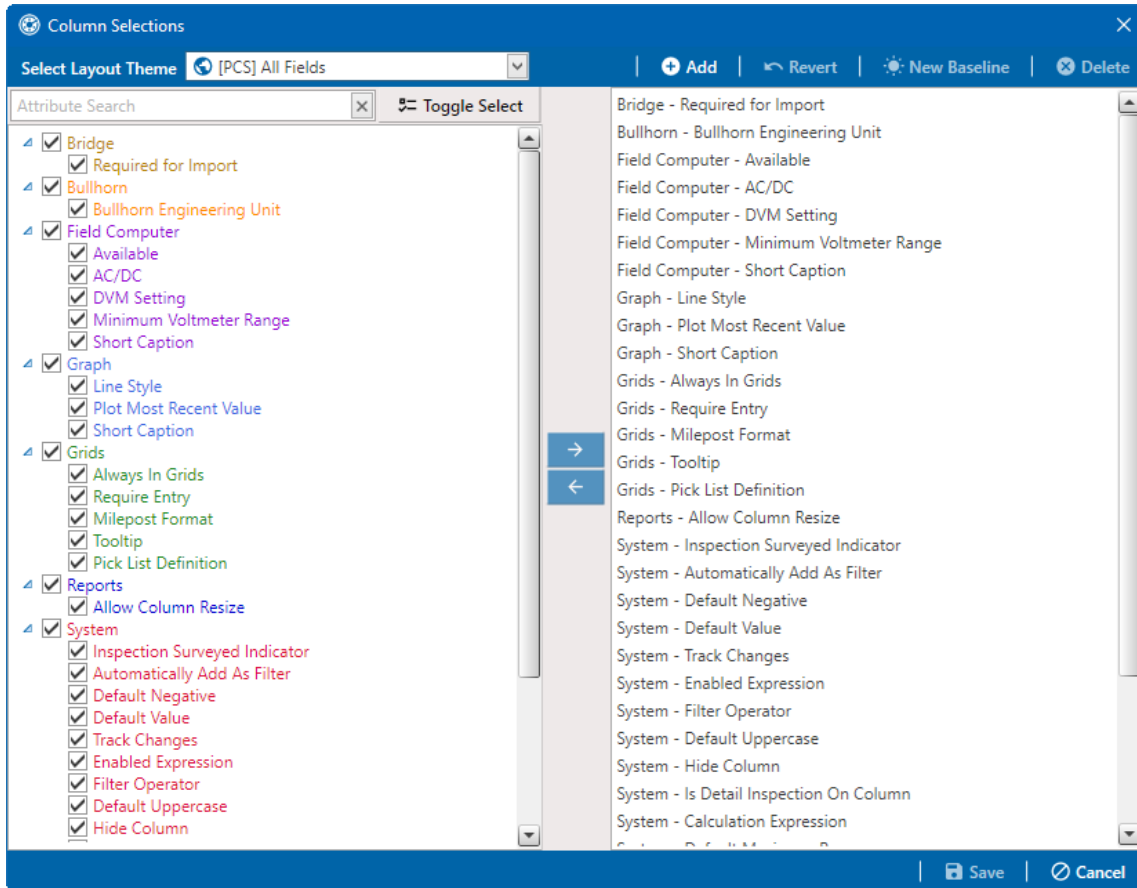 Column Selections
Select Layout Theme [PCS] All Fields Add Revert New Baseline Delete
Attribute Search Toggle Select
Bridge
Required for Import
Bullhorn
Bullhorn Engineering Unit
Field Computer
Available
AC/DC
DVM Setting
Minimum Voltmeter Range
Short Caption
Graph
Line Style
Plot Most Recent Value
Short Caption
Grids
Always In Grids
Require Entry
Milepost Format
Tooltip
Pick List Definition
Reports
Allow Column Resize
System
Inspection Surveyed Indicator
Automatically Add As Filter
Default Negative
Default Value
Track Changes
Enabled Expression
Filter Operator
Default Uppercase
Hide Column
Bridge - Required for Import
Bullhorn - Bullhorn Engineering Unit
Field Computer - Available
Field Computer - AC/DC
Field Computer - DVM Setting
Field Computer - Minimum Voltmeter Range
Field Computer - Short Caption
Graph - Line Style
Graph - Plot Most Recent Value
Graph - Short Caption
Grids - Always In Grids
Grids - Require Entry
Grids - Milepost Format
Grids - Tooltip
Grids - Pick List Definition
Reports - Allow Column Resize
System - Inspection Surveyed Indicator
System - Automatically Add As Filter
System - Default Negative
System - Default Value
System - Track Changes
System - Enabled Expression
System - Filter Operator
System - Default Uppercase
System - Hide Column
System - Is Detail Inspection On Column
System - Calculation Expression
Save Cancel